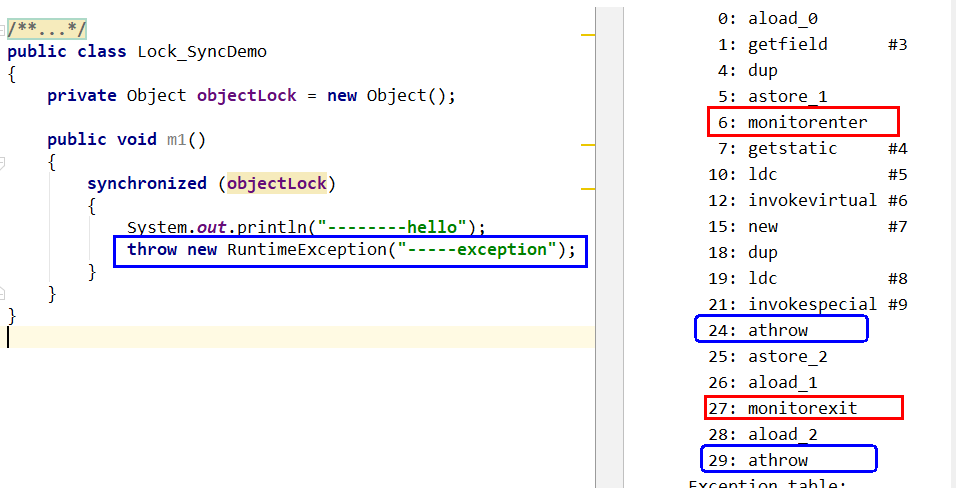 /**...*/
public class Lock_SyncDemo
{
    private Object objectLock = new Object();
    public void m1()
    {
        synchronized (objectLock)
        {
            System.out.println("--------hello");
            throw new RuntimeException("-----exception");
        }
    }
}
0: aload_0
1: getfield #3
4: dup
5: astore_1
6: monitorenter
7: getstatic #4
10: ldc #5
12: invokevirtual #6
15: new #7
18: dup
19: ldc #8
21: invokespecial #9
24: athrow
25: astore_2
26: aload_1
27: monitorexit
28: aload_2
29: athrow
Exception table: